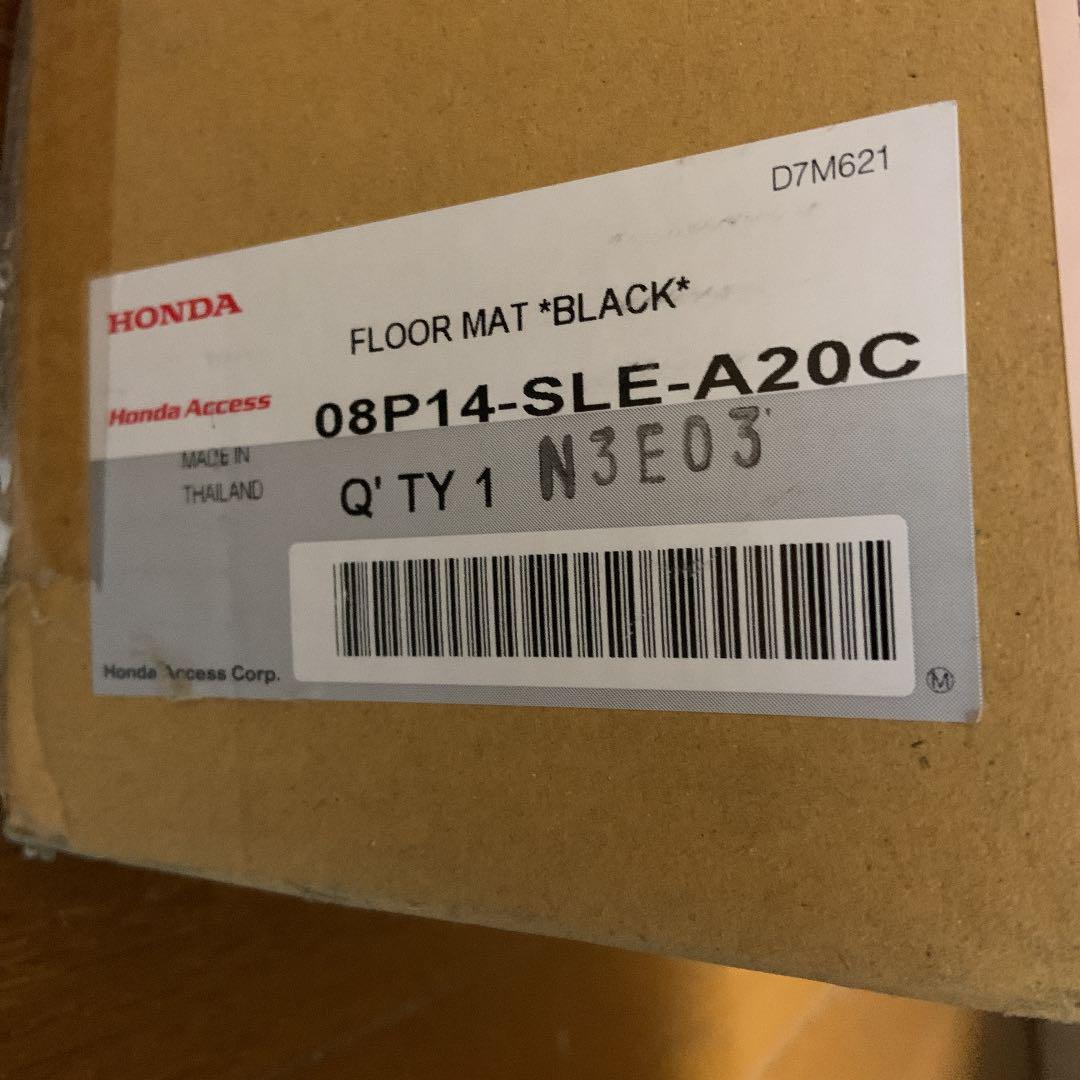 D7M621
HONDA
FLOOR MAT *BLACK*
Honda Access
08P14-SLE-A20C
MADE IN
THAILAND
Q' TY 1
N3E03
Honda Access Corp.
M